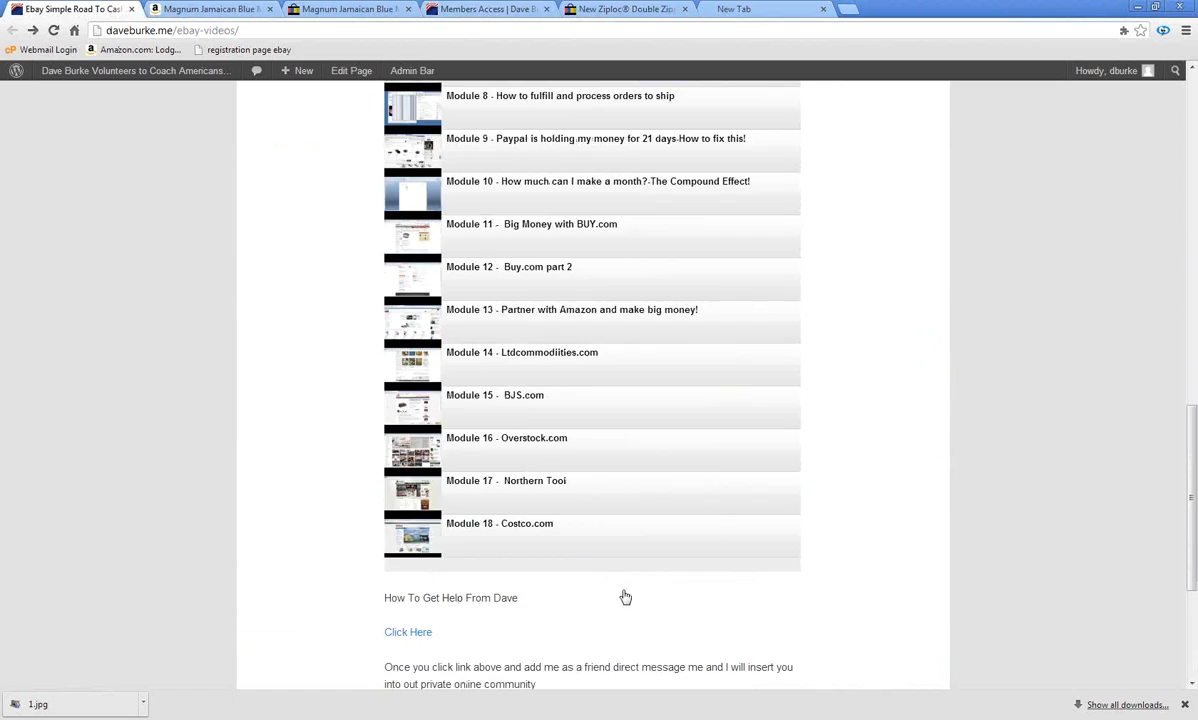 Ebay Simple Road To Cas
Magnum Jamaican Blue M
Magnum Jamaican Blue M
Members Access | Dave B
New Ziploc® Double Zip
New Tab
daveburke.me/ebay-videos/
Webmail Login
Amazon.com: Lodg...
registration page ebay
Dave Burke Volunteers to Coach Americans...
+ New
Edit Page
Admin Bar
Howdy, dburke
Module 8 - How to fulfill and process orders to ship
Module 9 - Paypal is holding my money for 21 days-How to fix this!
Module 10 - How much can I make a month?-The Compound Effect!
Module 11 - Big Money with BUY.com
Module 12 - Buy.com part 2
Module 13 - Partner with Amazon and make big money!
Module 14 - Ltdcommodiities.com
Module 15 - BJS.com
Module 16 - Overstock.com
Module 17 - Northern Tool
Module 18 - Costco.com
How To Get Help From Dave
Click Here
Once you click link above and add me as a friend direct message me and I will insert you
into out private online community
1.jpg
Show all downloads...